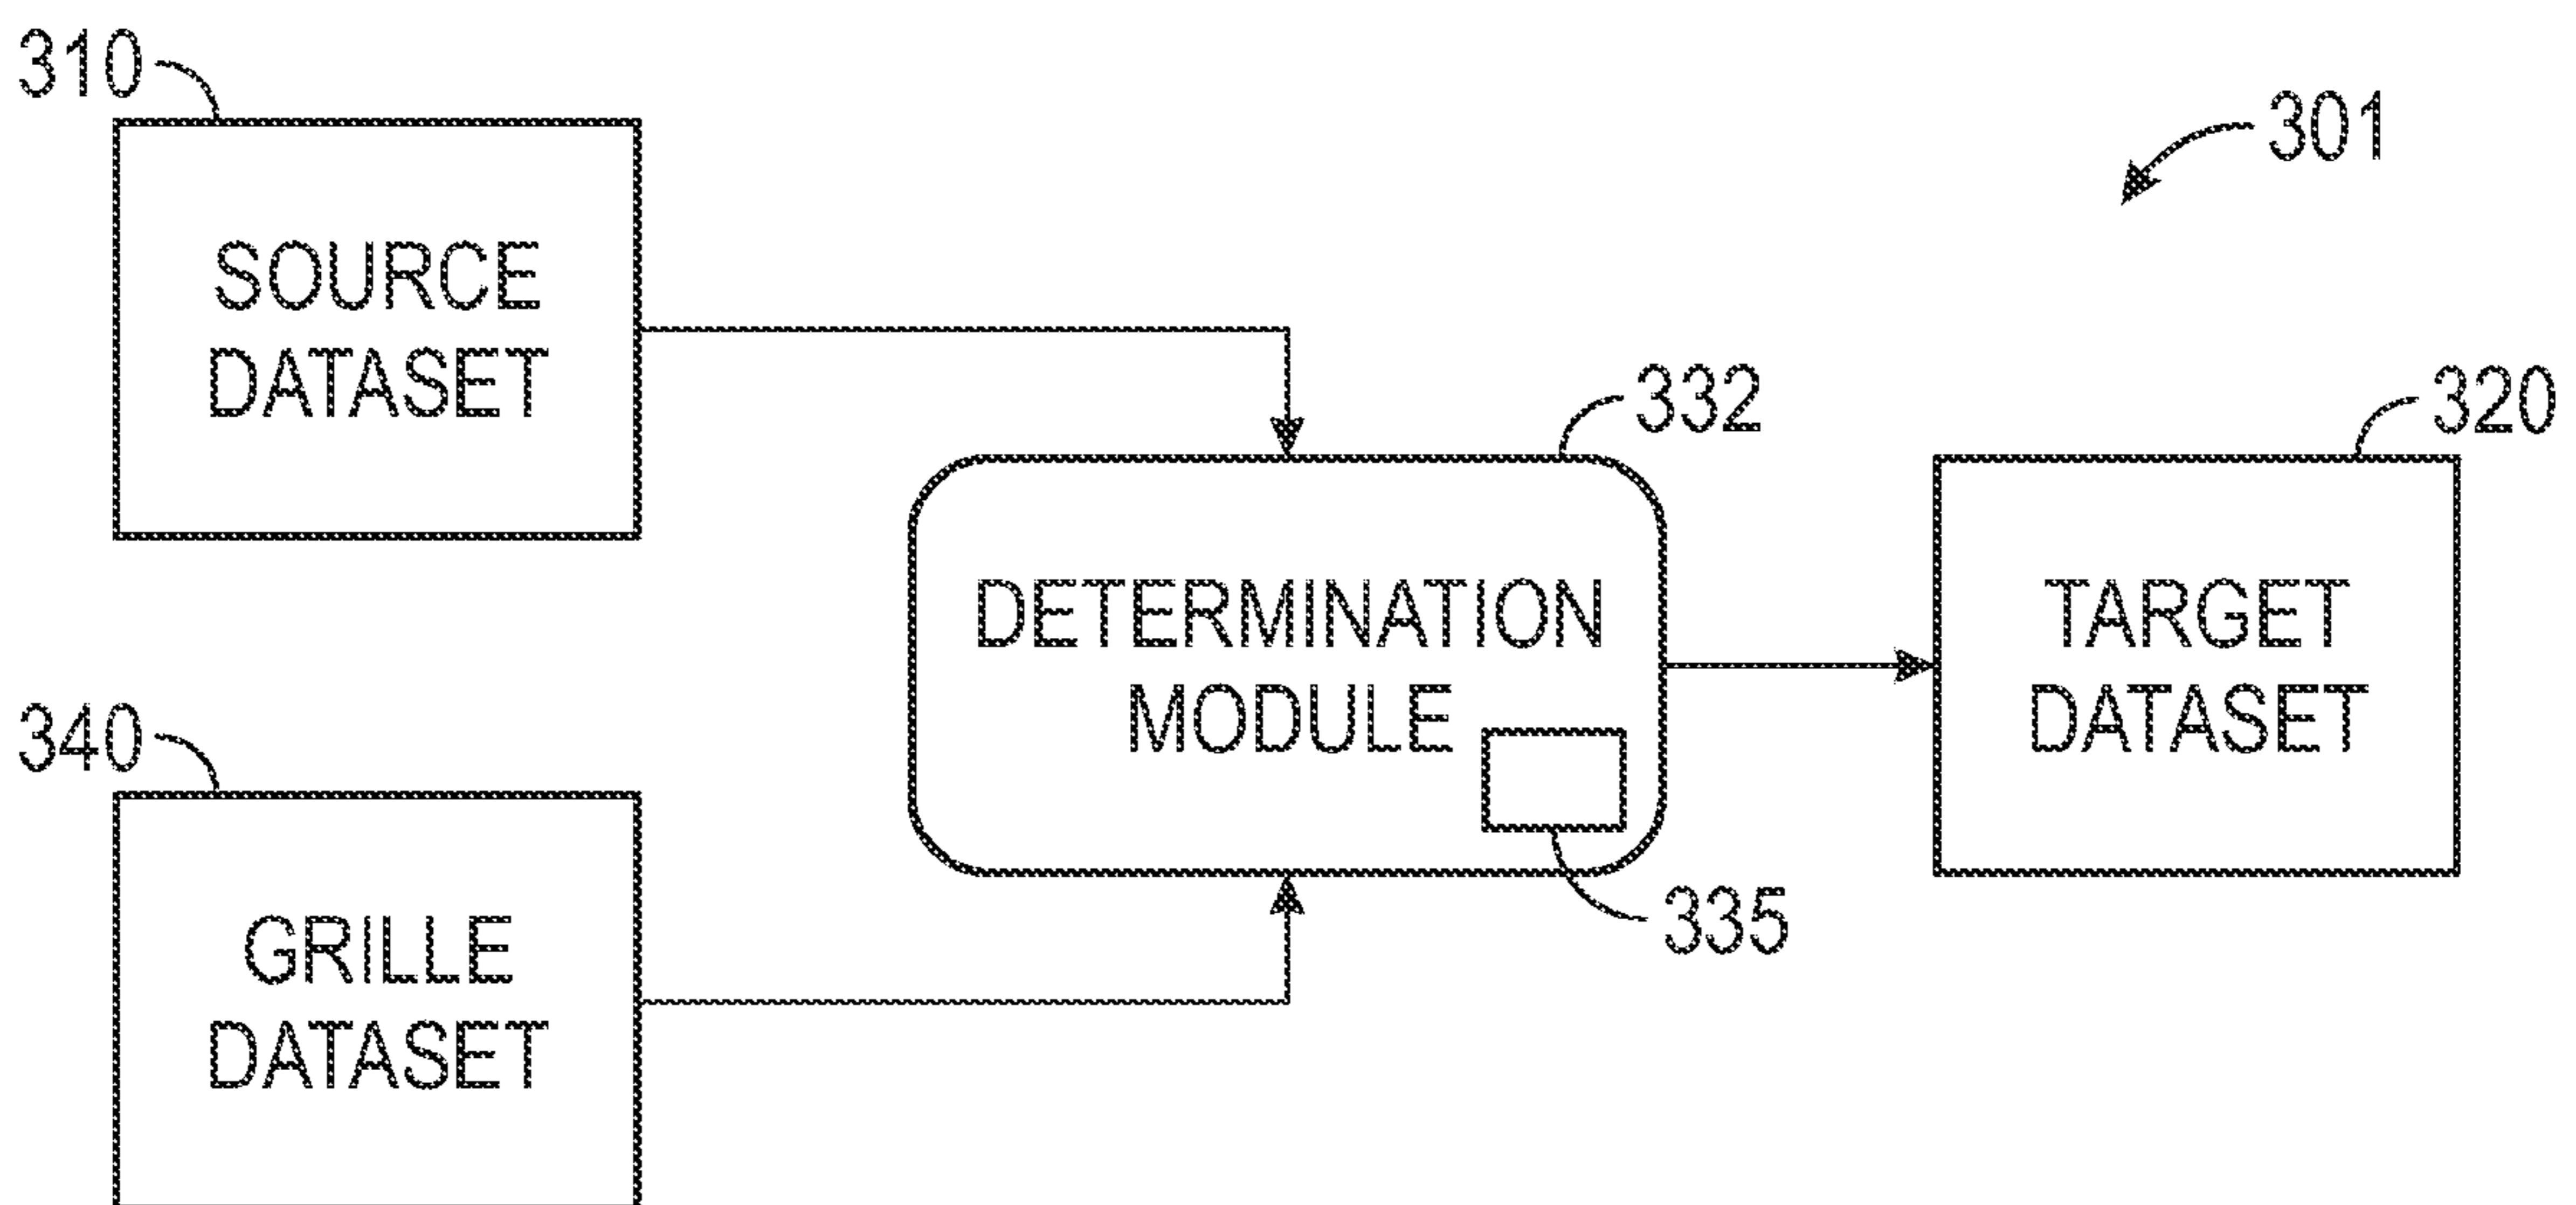 310
301
SOURCE
DATASET
332
320
DETERMINATION
MODULE
TARGET
DATASET
340
335
GRILLE
DATASET